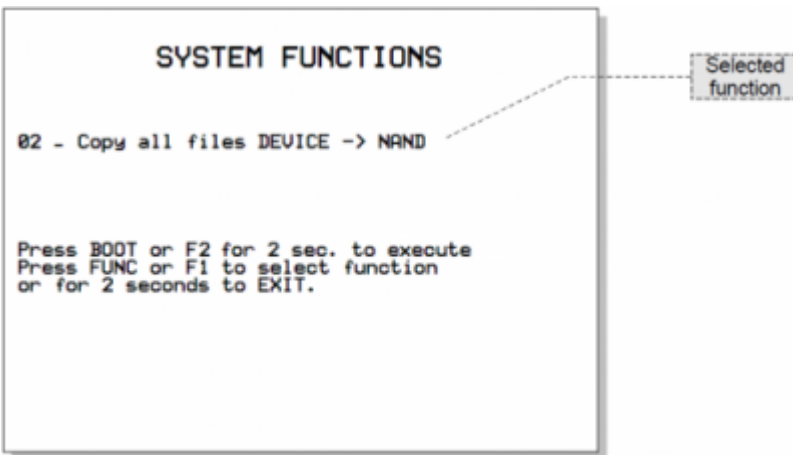 SYSTEM FUNCTIONS
Selected
function
02 - Copy all files DEVICE -> NAND
Press BOOT or F2 for 2 sec. to execute
Press FUNC or F1 to select function
or for 2 seconds to EXIT.